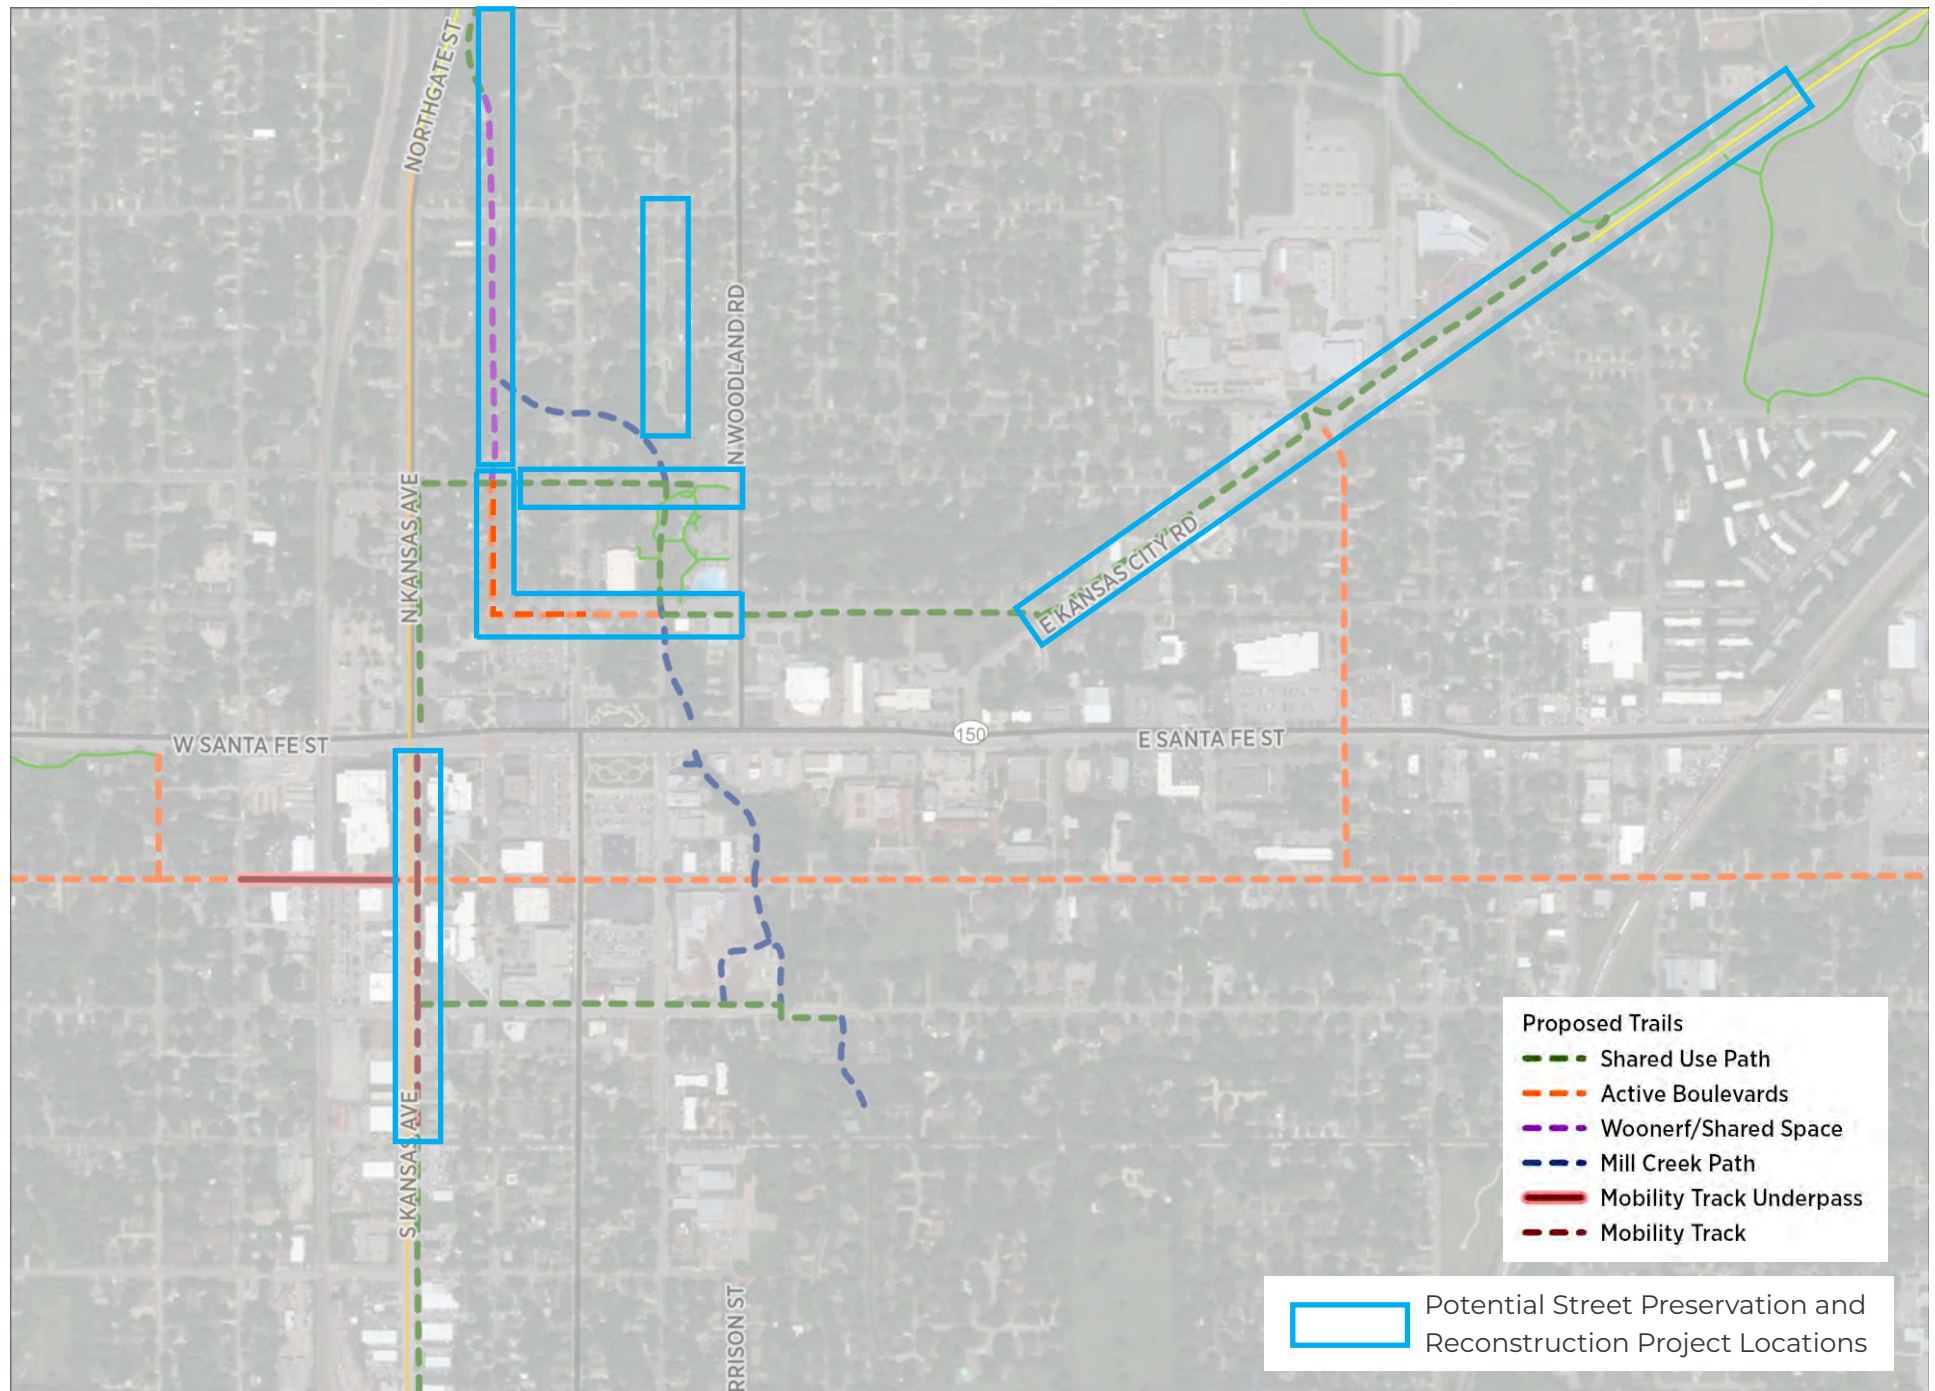 NORTHGATE ST
N WOODLAND RD
N KANSAS AVE
E KANSAS CITY RD
W SANTA FE ST
150
E SANTA FE ST
S KANSAS AVE
RRISON ST
Proposed Trails
Shared Use Path
Active Boulevards
Woonerf/Shared Space
Mill Creek Path
Mobility Track Underpass
Mobility Track
Potential Street Preservation and
Reconstruction Project Locations